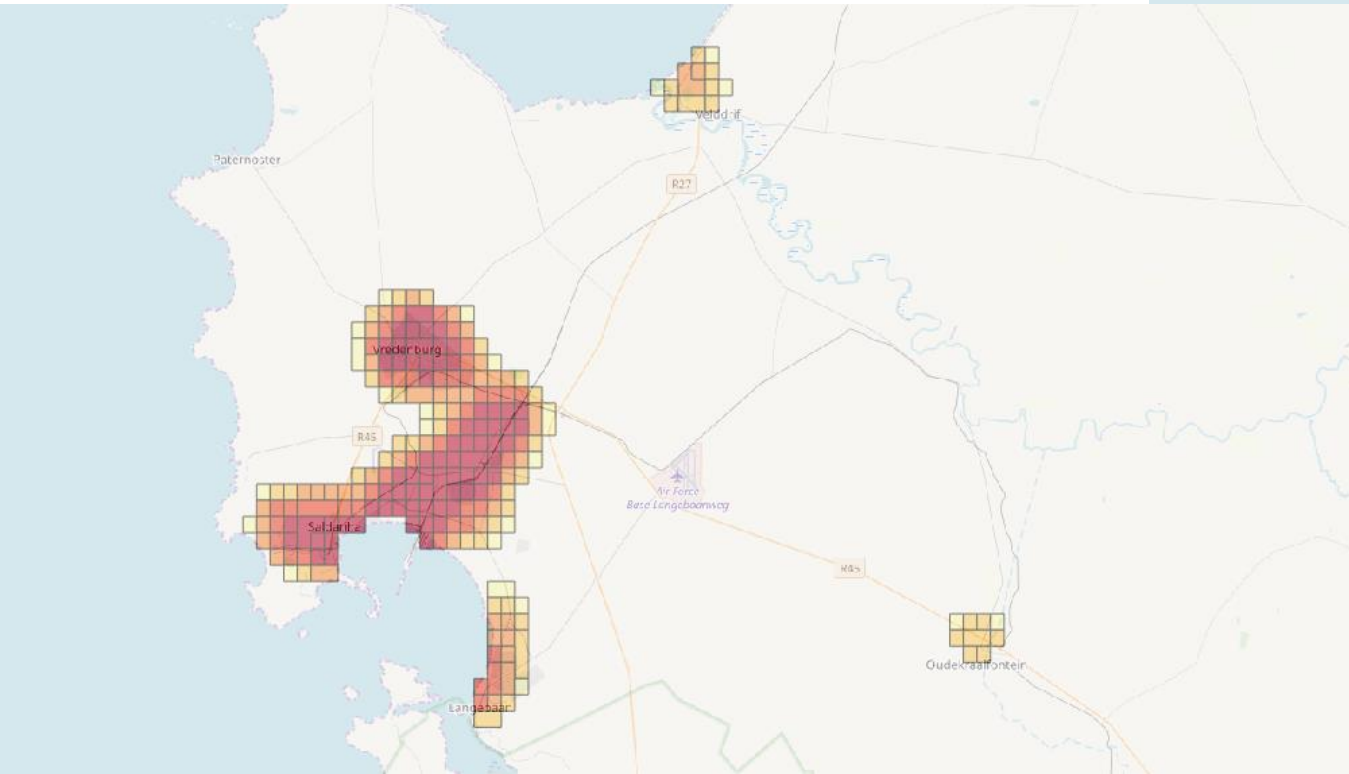 Velddrif
Paternoster
R27
Vredenburg
R45
Air Force
Base Langebaanweg
Saldanha
R45
Oudekraalfontein
Langebaan